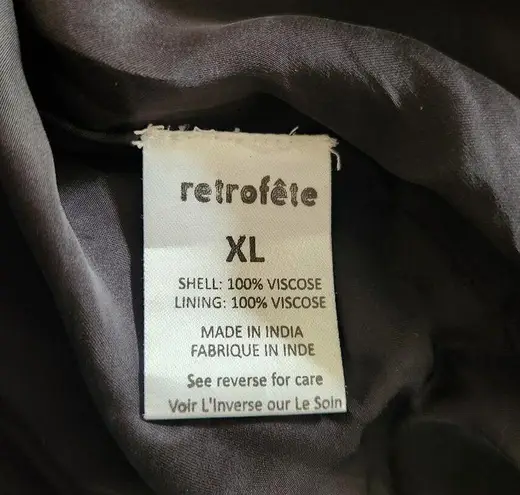 retrofête
XL
SHELL: 100% VISCOSE
LINING: 100% VISCOSE
MADE IN INDIA
FABRIQUE IN INDE
See reverse for care
Voir L'Inverse our Le Soin